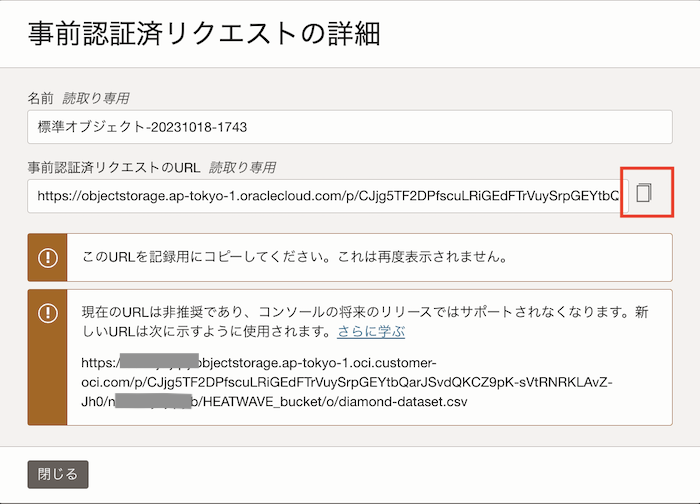 事前認証済リクエストの詳細
名前 読取り専用
標準オブジェクト-20231018-1743
事前認証済リクエストのURL 読取り専用
https://objectstorage.ap-tokyo-1.oraclecloud.com/p/CJjg5TF2DPfscuLRiGEdFTrVuySrpGEYtbQ
このURLを記録用にコピーしてください。これは再度表示されません。
現在のURLは非推奨であり、コンソールの将来のリリースではサポートされなくなります。新
しいURLは次に示すように使用されます。さらに学ぶ
https:/ objectstorage.ap-tokyo-1.oci.customer-
oci.com/p/CJjg5TF2DPfscuLRiGEdFTrVuySrpGEYtbQarJSvdQKCZ9pK-sVtRNRKLAvZ-
Jh0/n b/HEATWAVE_bucket/o/diamond-dataset.csv
閉じる